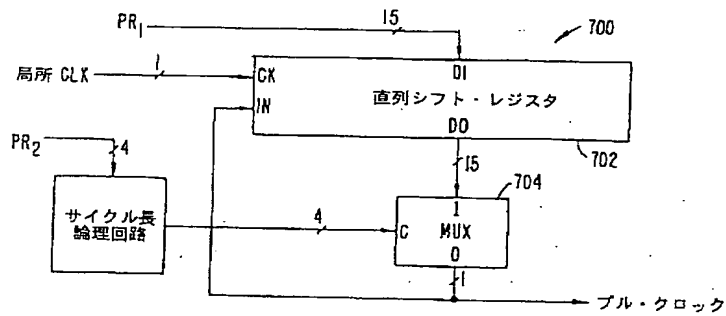 PR1
15
700
局所 CLK
1
CK
DI
IN
直列シフト・レジスタ
DO
702
PR2
4
15
704
サイクル長
論理回路
4
C
I
MUX
O
1
プル・クロック